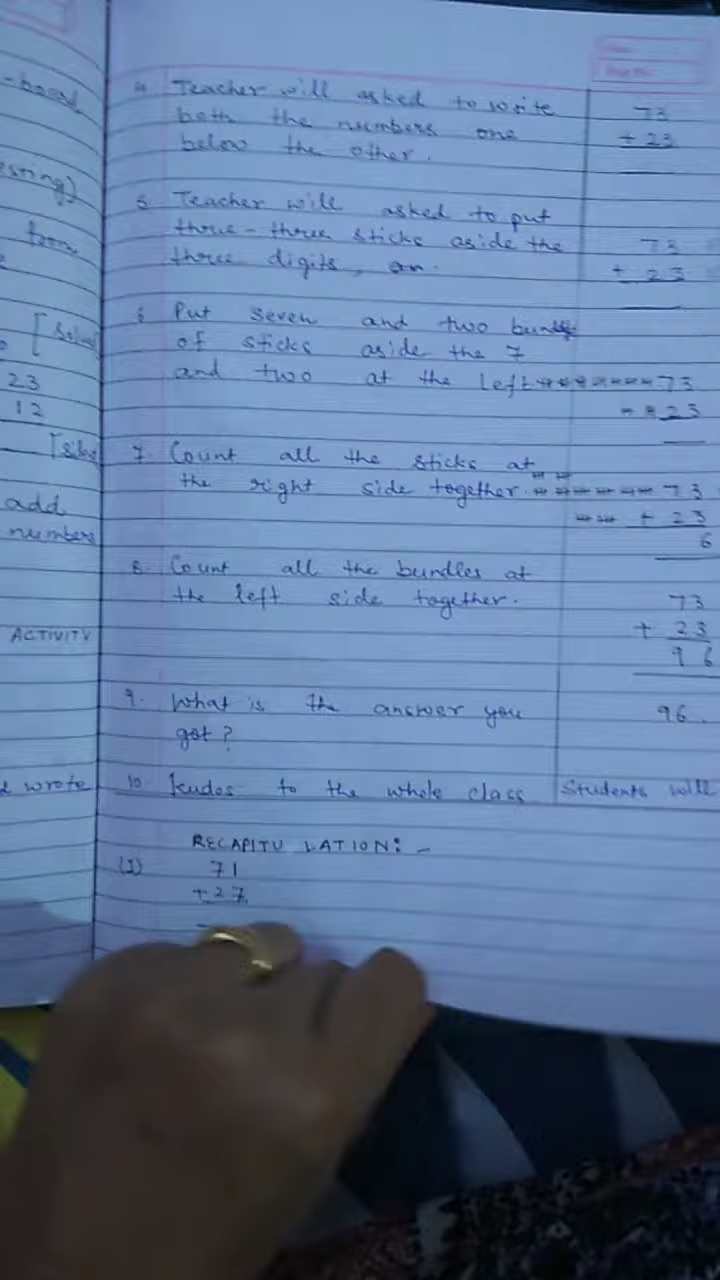 -board
4. Teacher will asked to write
both the numbers one
below the other.
73
+ 23
5. Teacher will asked to put
three-three sticks aside the
three digits, on.
73
+ 23
6. Put seven and two bundles
of sticks aside the 7
and two at the left
73
23
7. Count all the sticks at
the right side together.
73
+ 23
6
8. Count all the bundles at
the left side together.
73
+ 23
96
9. What is the answer you
got?
96.
10. Kudos to the whole class
Students will
RECAPITULATION:-
(1)
71
+27
from
23
12
add
numbers
ACTIVITY
wrote